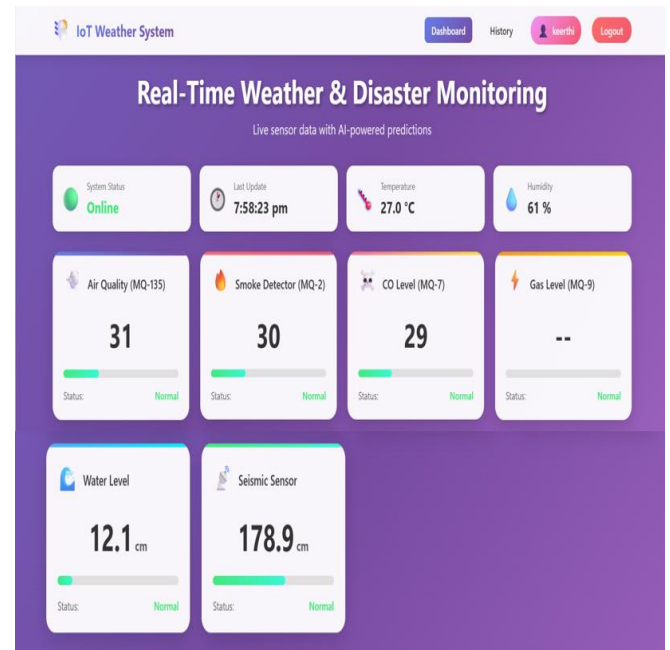 IoT Weather System
Dashboard
History
keerthi
Logout
Real-Time Weather & Disaster Monitoring
Live sensor data with AI-powered predictions
System Status
Online
Last Update
7:58:23 pm
Temperature
27.0 °C
Humidity
61 %
Air Quality (MQ-135)
31
Status: Normal
Smoke Detector (MQ-2)
30
Status: Normal
CO Level (MQ-7)
29
Status: Normal
Gas Level (MQ-9)
--
Status: Normal
Water Level
12.1 cm
Status: Normal
Seismic Sensor
178.9 cm
Status: Normal